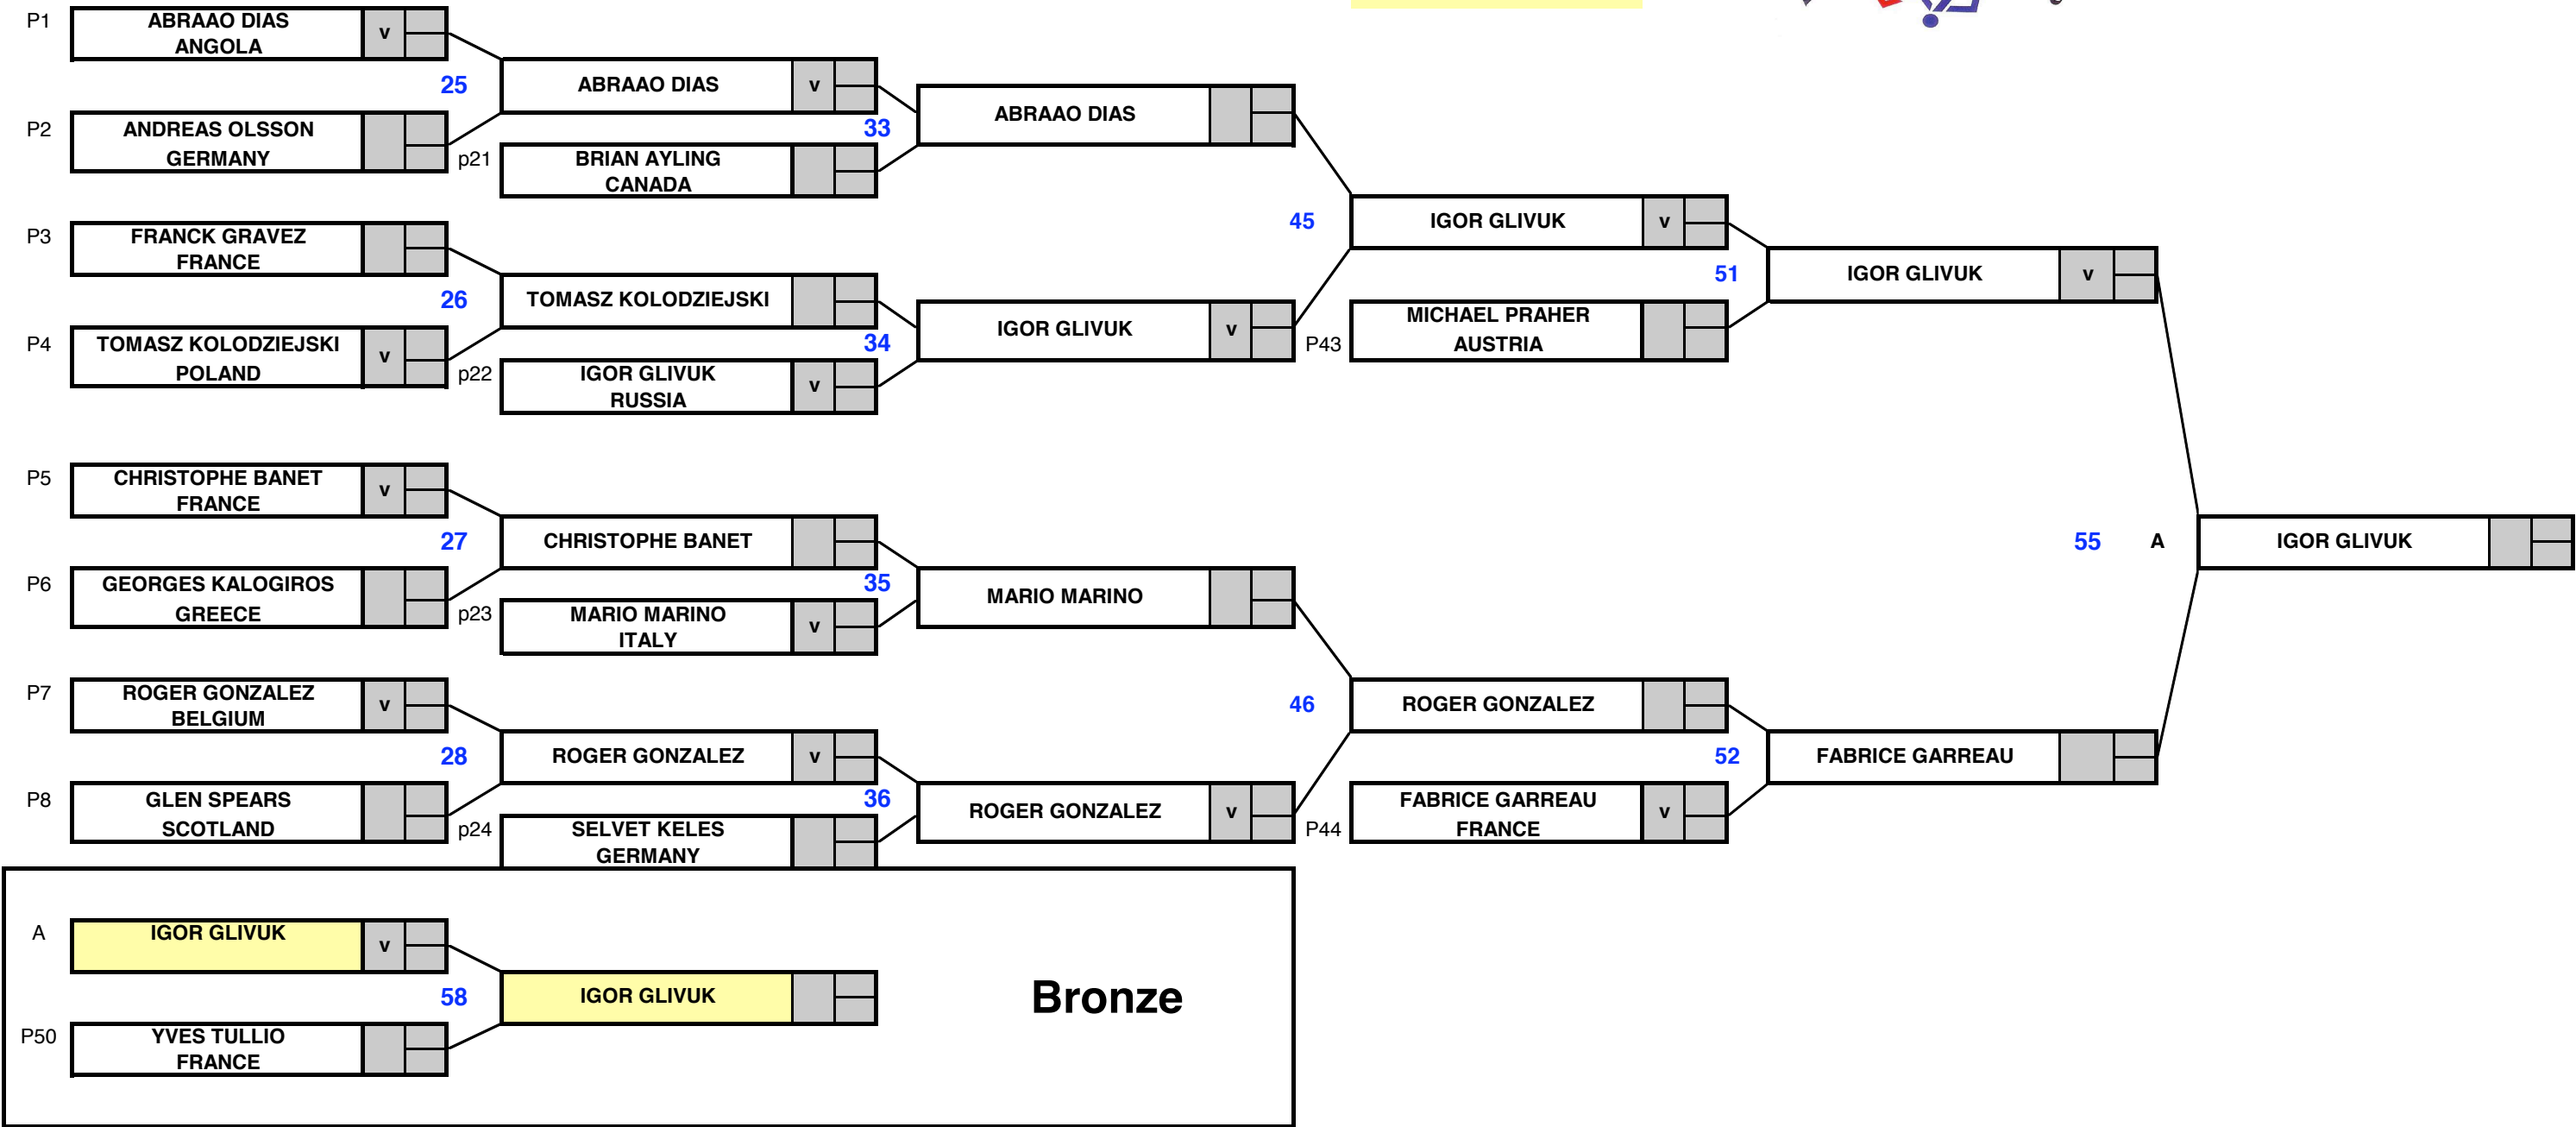 P1
ABRAAO DIAS
ANGOLA
v
25
ABRAAO DIAS
v
P2
ANDREAS OLSSON
GERMANY
p21
BRIAN AYLING
CANADA
33
ABRAAO DIAS
P3
FRANCK GRAVEZ
FRANCE
26
TOMASZ KOLODZIEJSKI
P4
TOMASZ KOLODZIEJSKI
POLAND
v
p22
IGOR GLIVUK
RUSSIA
v
34
IGOR GLIVUK
v
45
IGOR GLIVUK
v
P43
MICHAEL PRAHER
AUSTRIA
51
IGOR GLIVUK
v
P5
CHRISTOPHE BANET
FRANCE
v
27
CHRISTOPHE BANET
P6
GEORGES KALOGIROS
GREECE
p23
MARIO MARINO
ITALY
v
35
MARIO MARINO
55
A
IGOR GLIVUK
P7
ROGER GONZALEZ
BELGIUM
v
28
ROGER GONZALEZ
v
P8
GLEN SPEARS
SCOTLAND
p24
SELVET KELES
GERMANY
36
ROGER GONZALEZ
v
46
ROGER GONZALEZ
P44
FABRICE GARREAU
FRANCE
v
52
FABRICE GARREAU
A
IGOR GLIVUK
v
58
IGOR GLIVUK
Bronze
P50
YVES TULLIO
FRANCE